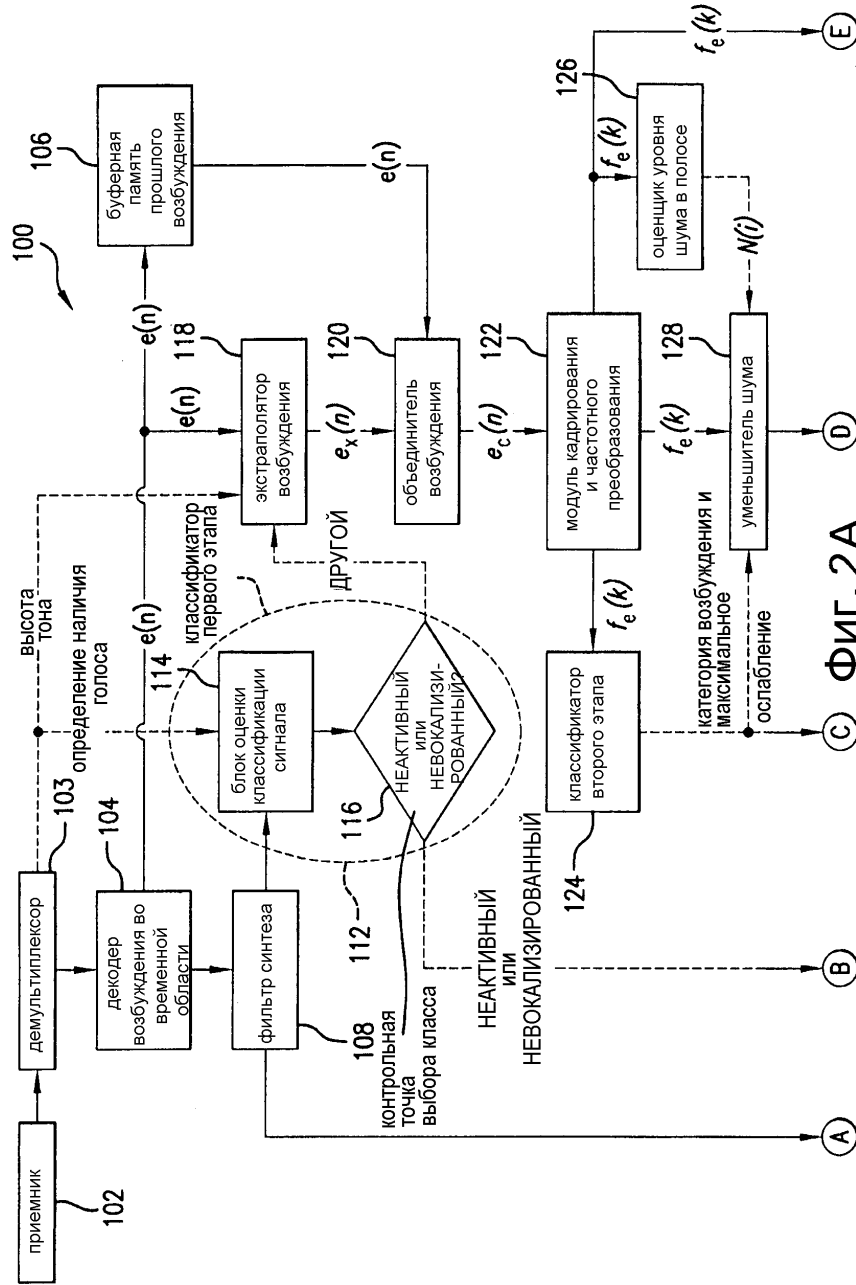 приемник
102
демультиплексор
103
декодер
возбуждения во
временной
области
104
фильтр синтеза
108
высота
тона
определение наличия
голоса
e(n)
e(n)
e(n)
100
106
буферная
память
прошлого
возбуждения
e(n)
118
экстраполятор
возбуждения
классификатор
первого этапа
114
блок оценки
классификации
сигнала
116
НЕАКТИВНЫЙ
ИЛИ
НЕВОКАЛИЗИ-
РОВАННЫЙ?
ДРУГОЙ
112
контрольная
точка
выбора класса
НЕАКТИВНЫЙ
ИЛИ
НЕВОКАЛИЗИРОВАННЫЙ
eₓ(n)
120
объединитель
возбуждения
e_c(n)
122
модуль кадрирования
и частотного
преобразования
f_e(k)
классификатор
второго этапа
124
f_e(k)
f_e(k)
126
оценщик уровня
шума в полосе
N(i)
f_e(k)
128
уменьшитель шума
категория возбуждения и
максимальное
ослабление
A
B
C
D
E
ФИГ. 2A